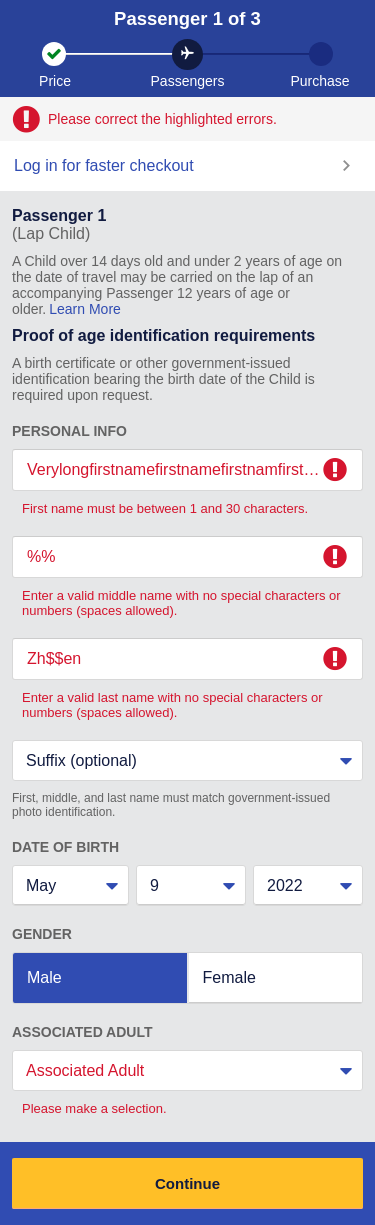 Passenger 1 of 3
Price
Passengers
Purchase
Please correct the highlighted errors.
Log in for faster checkout
Passenger 1
(Lap Child)
A Child over 14 days old and under 2 years of age on
the date of travel may be carried on the lap of an
accompanying Passenger 12 years of age or
older. Learn More
Proof of age identification requirements
A birth certificate or other government-issued
identification bearing the birth date of the Child is
required upon request.
PERSONAL INFO
Verylongfirstnamefirstnamefirstnamfirst…
First name must be between 1 and 30 characters.
%%
Enter a valid middle name with no special characters or
numbers (spaces allowed).
Zh$$en
Enter a valid last name with no special characters or
numbers (spaces allowed).
Suffix (optional)
First, middle, and last name must match government-issued
photo identification.
DATE OF BIRTH
May
9
2022
GENDER
Male
Female
ASSOCIATED ADULT
Associated Adult
Please make a selection.
Continue